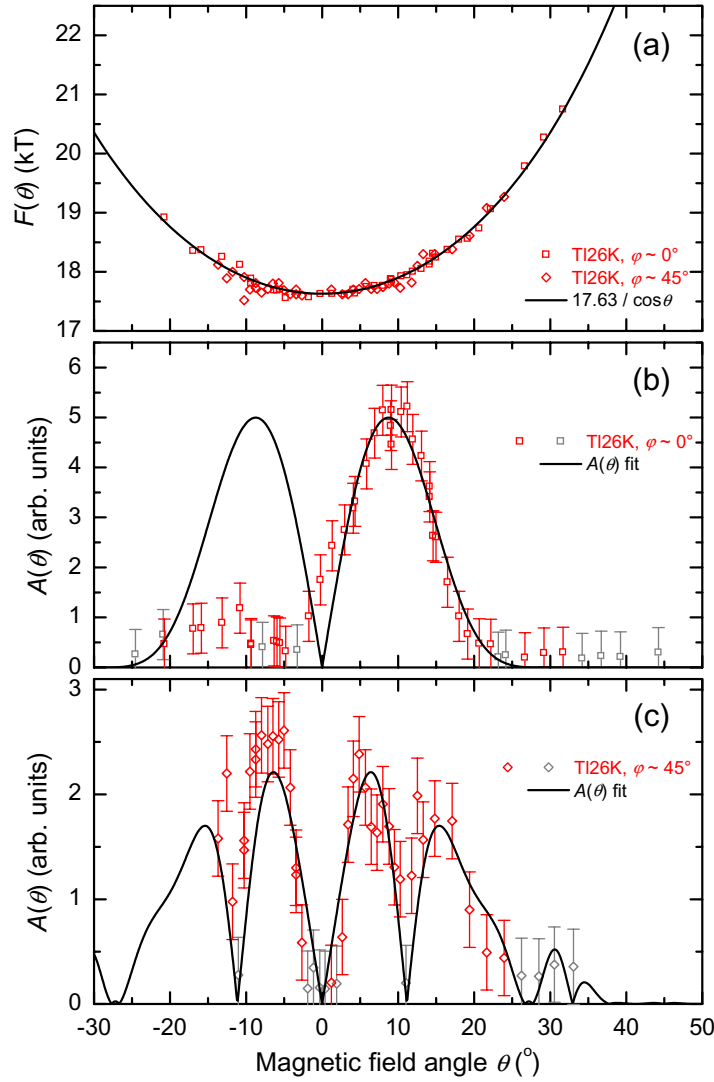 22
21
20
19
18
17
F(θ) (kT)
(a)
Tl26K, φ ~ 0°
Tl26K, φ ~ 45°
17.63 / cosθ
6
5
4
3
2
1
0
A(θ) (arb. units)
(b)
Tl26K, φ ~ 0°
A(θ) fit
3
2
1
0
A(θ) (arb. units)
(c)
Tl26K, φ ~ 45°
A(θ) fit
-30 -20 -10 0 10 20 30 40 50
Magnetic field angle θ (°)